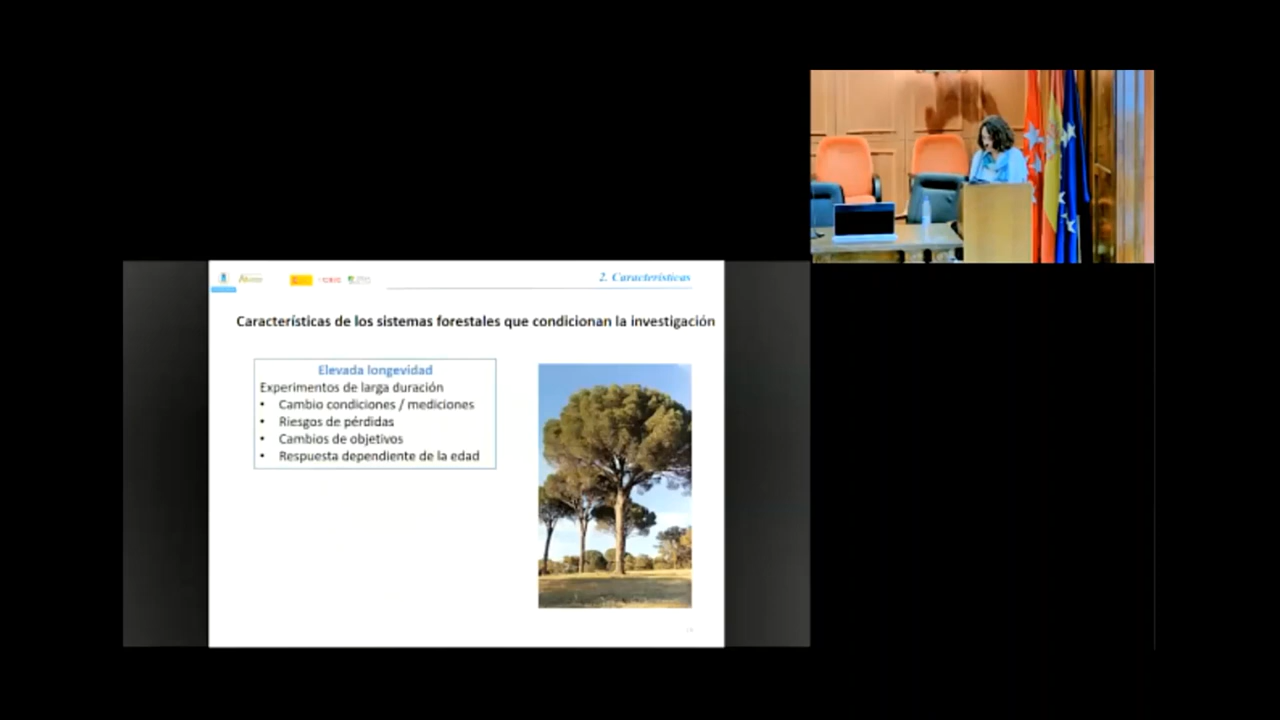 2. Características
Características de los sistemas forestales que condicionan la investigación
Elevada longevidad
Experimentos de larga duración
• Cambio condiciones / mediciones
• Riesgos de pérdidas
• Cambios de objetivos
• Respuesta dependiente de la edad